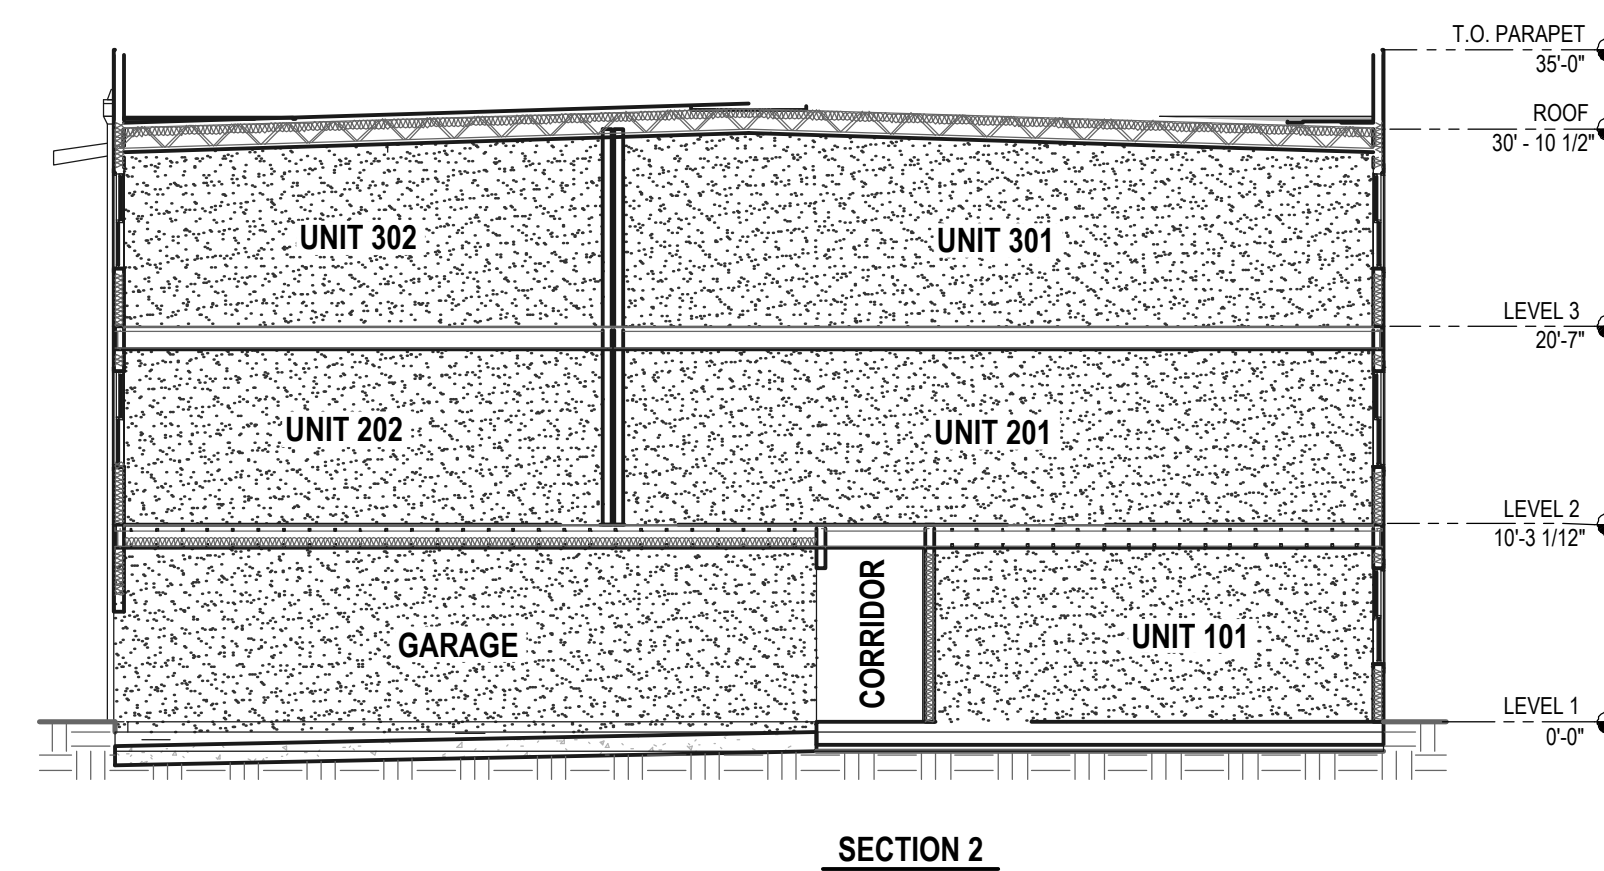 T.O. PARAPET
35'-0"
ROOF
30' - 10 1/2"
UNIT 302
UNIT 301
LEVEL 3
20'-7"
UNIT 202
UNIT 201
LEVEL 2
10'-3 1/12"
CORRIDOR
GARAGE
UNIT 101
LEVEL 1
0'-0"
SECTION 2